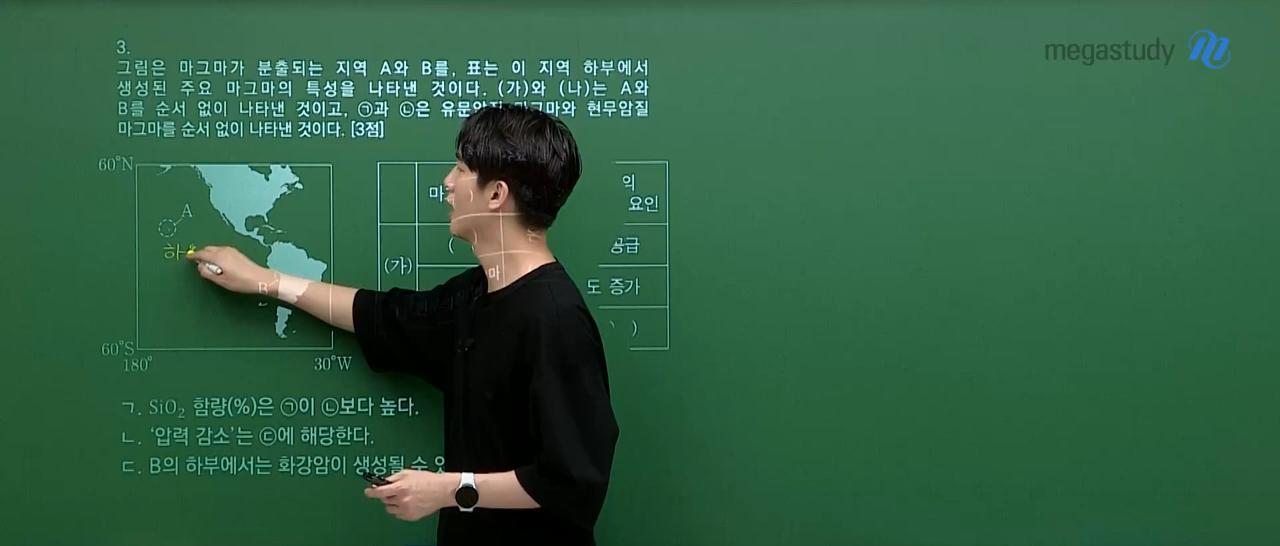 megastudy
3.
그림은 마그마가 분출되는 지역 A와 B를, 표는 이 지역 하부에서
생성된 주요 마그마의 특성을 나타낸 것이다. (가)와 (나)는 A와
B를 순서 없이 나타낸 것이고, ㉠과 ㉡은 마그마와 현무암질
마그마를 순서 없이 나타낸 것이다. [3점]
60°N
A
하
B
60°S
180°
30°W
마
의
요인
(가)
(
공급
마
도 증가
)
ㄱ. SiO₂ 함량(%)은 ㉠이 ㉡보다 높다.
ㄴ. ‘압력 감소’는 ㉢에 해당한다.
ㄷ. B의 하부에서는 화강암이 생성될 수